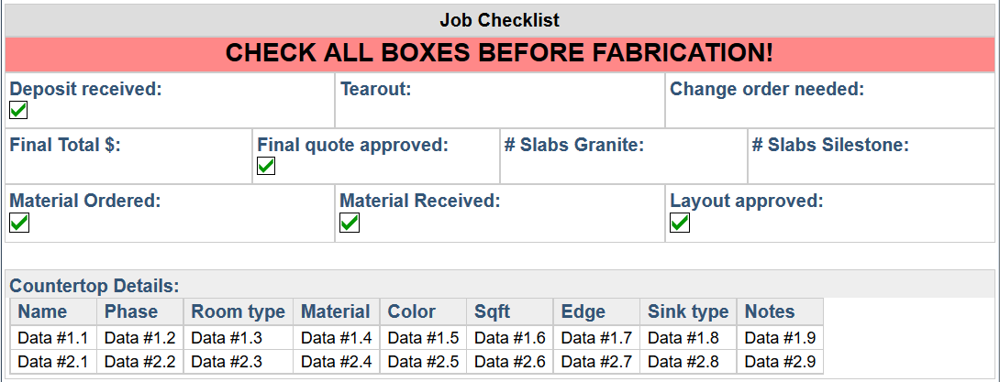 Job Checklist
CHECK ALL BOXES BEFORE FABRICATION!
Deposit received: Tearout: Change order needed:
Final Total $: Final quote approved: # Slabs Granite: # Slabs Silestone:
Material Ordered: Material Received: Layout approved:
Countertop Details:
Name Phase Room type Material Color Sqft Edge Sink type Notes
Data #1.1 Data #1.2 Data #1.3 Data #1.4 Data #1.5 Data #1.6 Data #1.7 Data #1.8 Data #1.9
Data #2.1 Data #2.2 Data #2.3 Data #2.4 Data #2.5 Data #2.6 Data #2.7 Data #2.8 Data #2.9